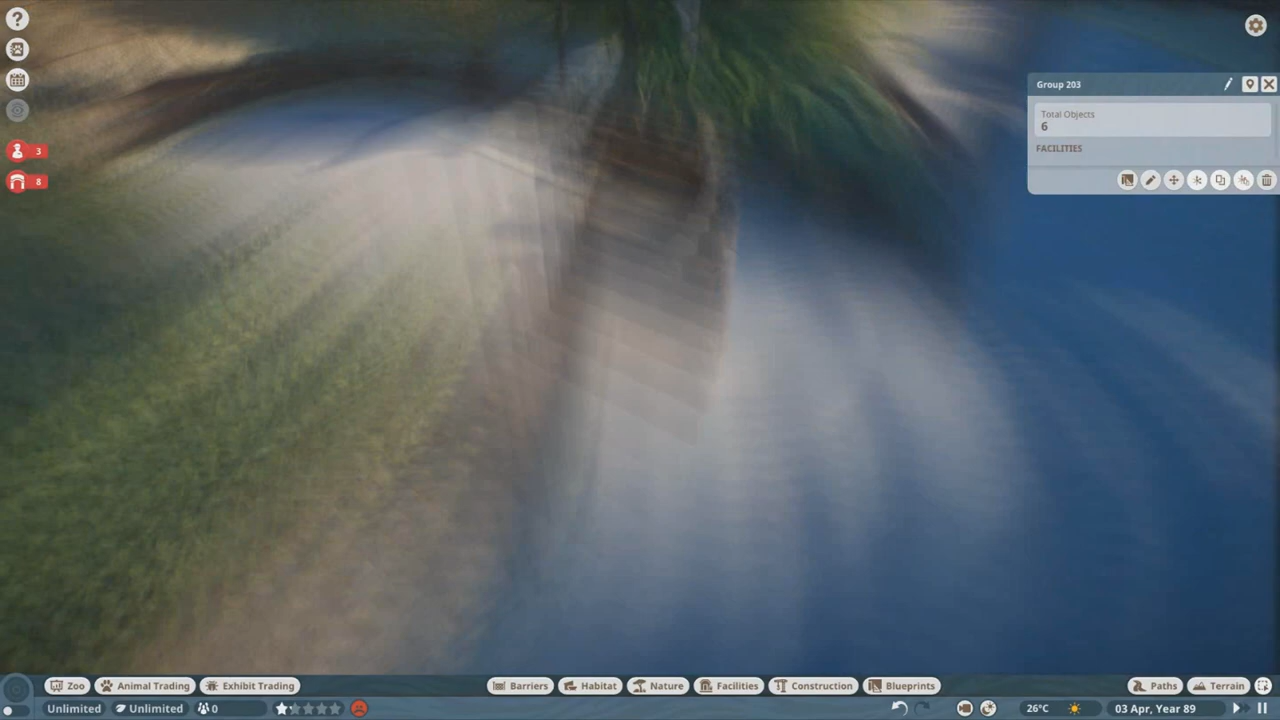 Group 203
Total Objects
6
FACILITIES
3
8
Zoo
Animal Trading
Exhibit Trading
Barriers
Habitat
Nature
Facilities
Construction
Blueprints
Paths
Terrain
Unlimited
Unlimited
0
26°C
03 Apr, Year 89